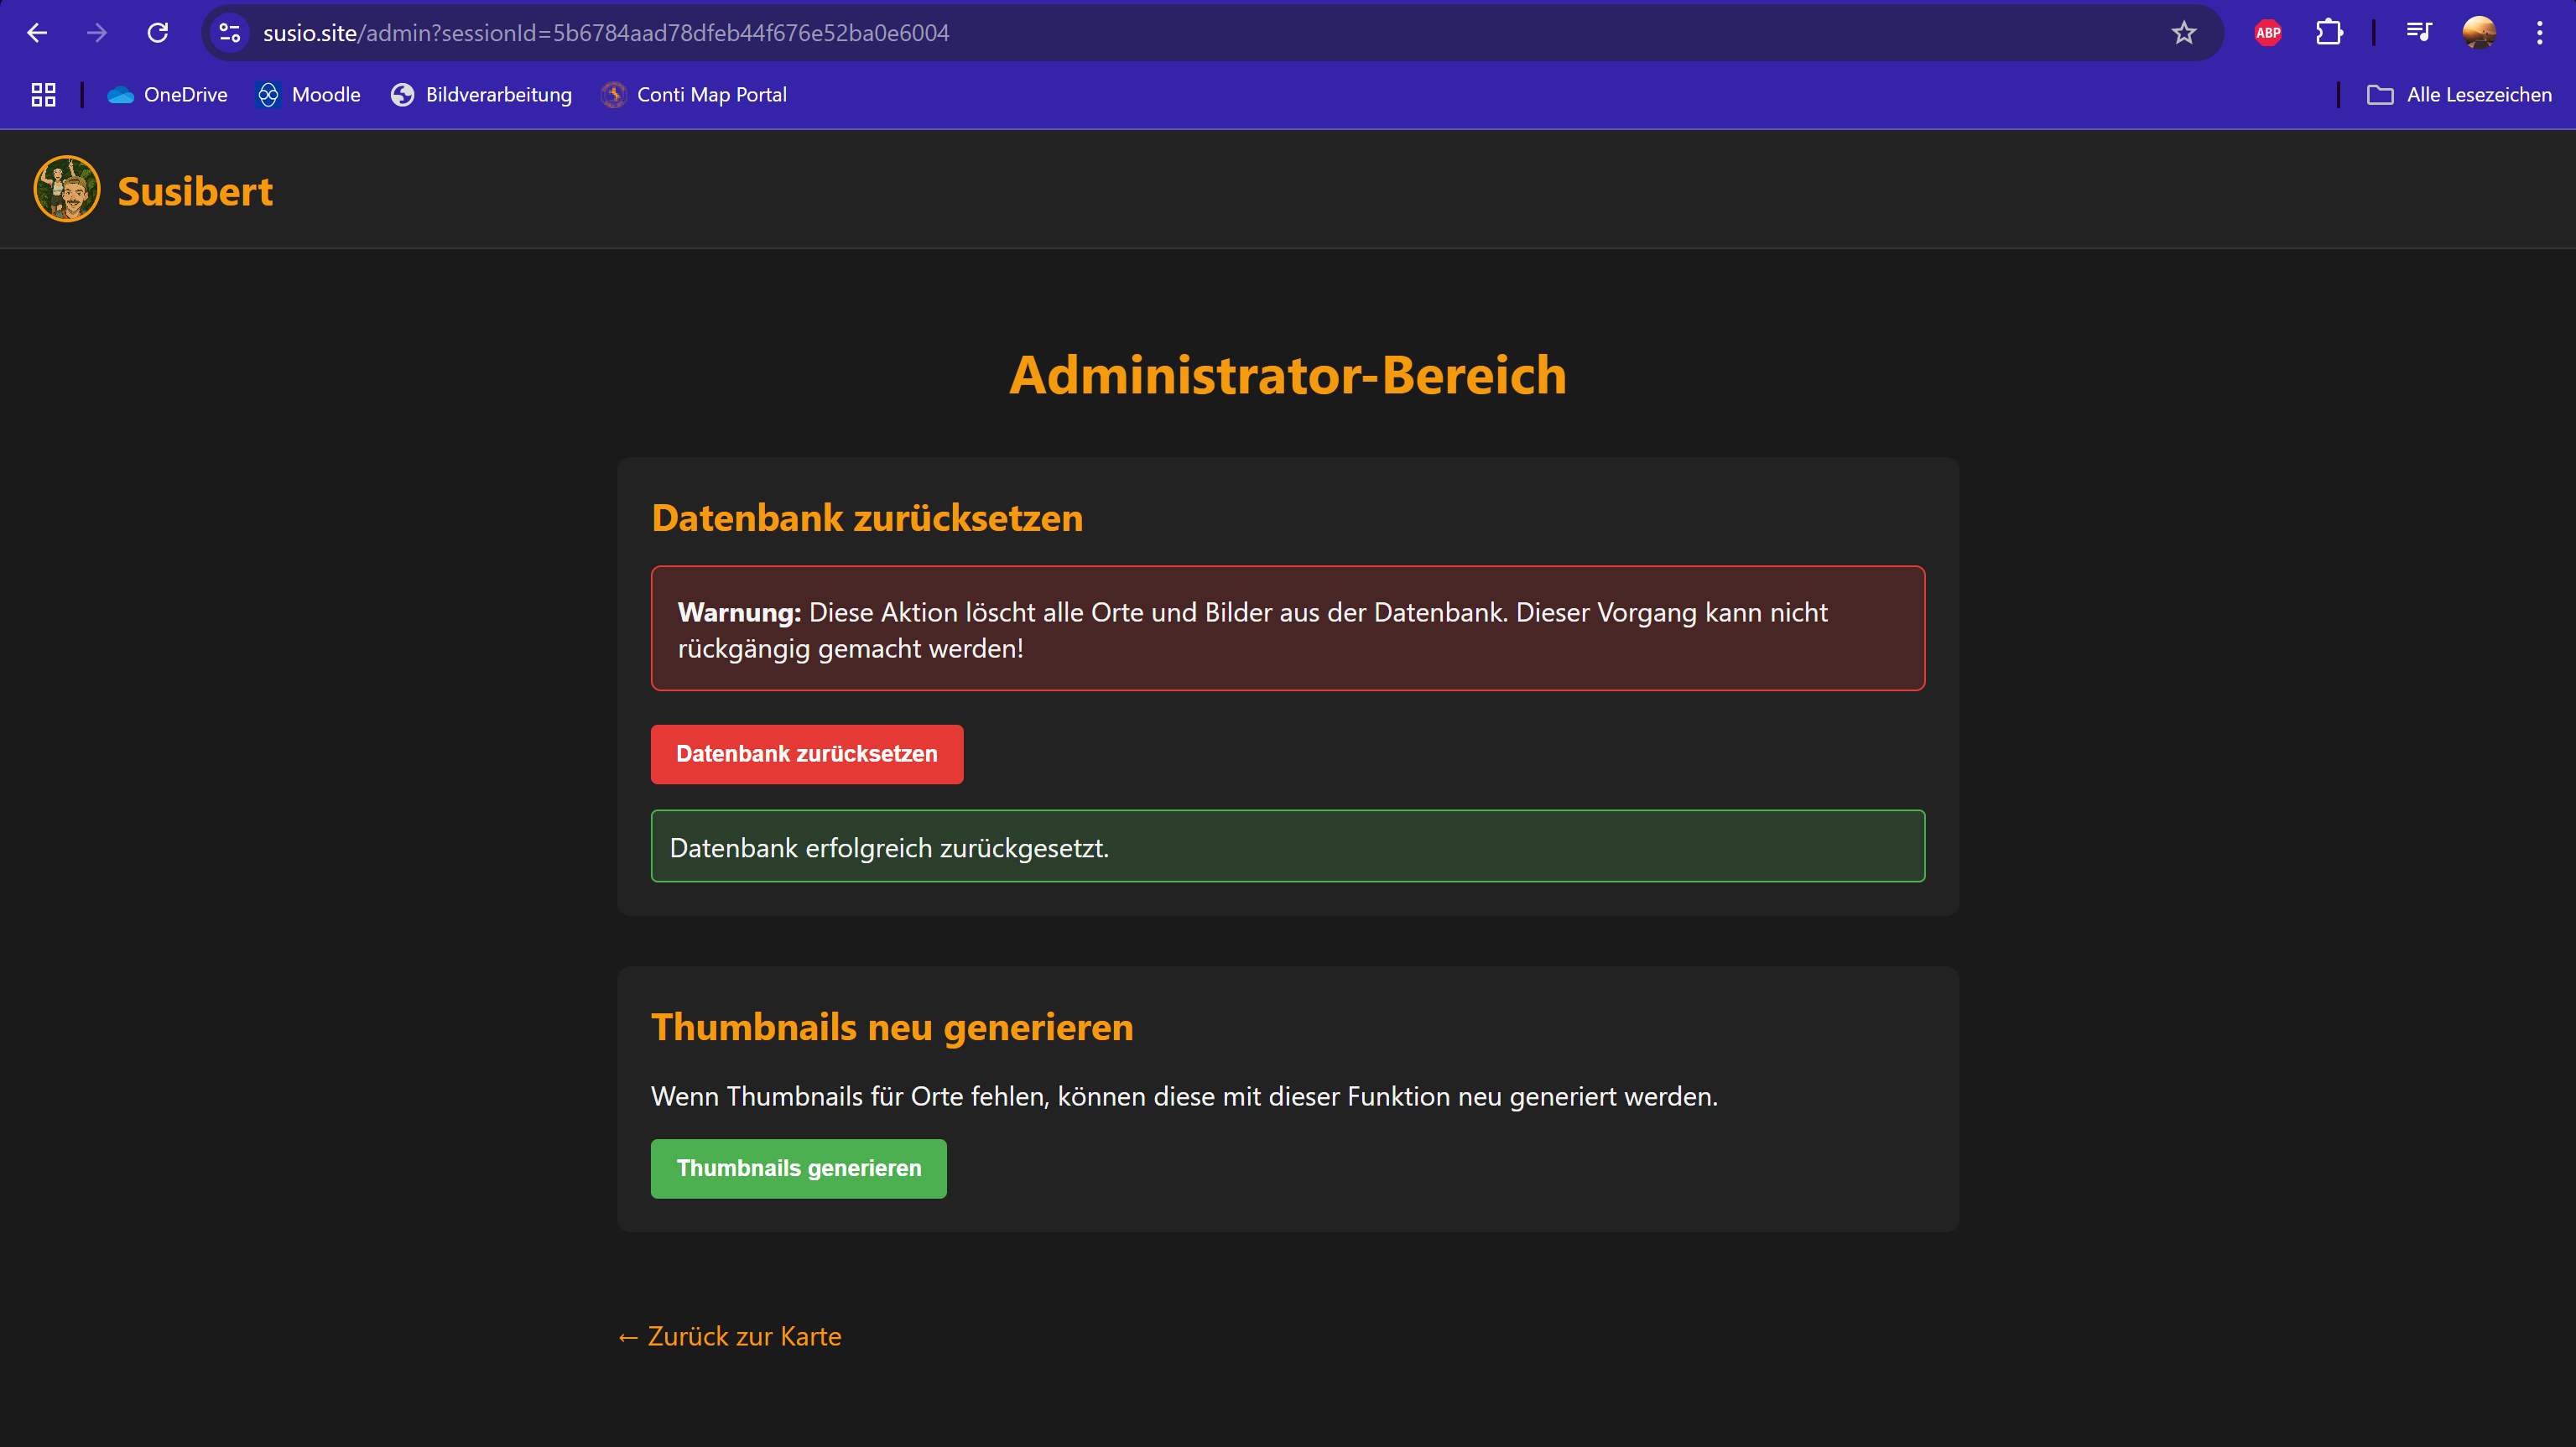 susio.site/admin?sessionId=5b6784aad78dfeb44f676e52ba0e6004
ABP
OneDrive
Moodle
Bildverarbeitung
Conti Map Portal
Alle Lesezeichen
Susibert
Administrator-Bereich
Datenbank zurücksetzen
Warnung: Diese Aktion löscht alle Orte und Bilder aus der Datenbank. Dieser Vorgang kann nicht
rückgängig gemacht werden!
Datenbank zurücksetzen
Datenbank erfolgreich zurückgesetzt.
Thumbnails neu generieren
Wenn Thumbnails für Orte fehlen, können diese mit dieser Funktion neu generiert werden.
Thumbnails generieren
← Zurück zur Karte